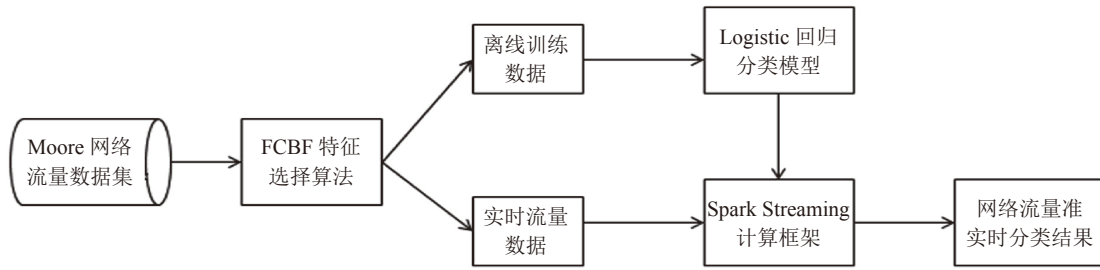 Moore 网络
流量数据集
FCBF 特征
选择算法
离线训练
数据
Logistic 回归
分类模型
实时流量
数据
Spark Streaming
计算框架
网络流量准
实时分类结果